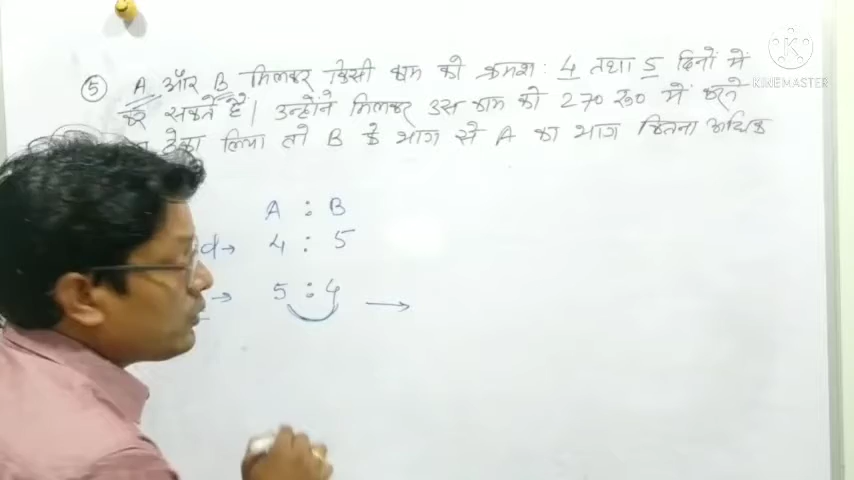 ⑤ A और B मिलकर किसी काम को क्रमश: 4 तथा 5 दिनों में
कर सकते हैं। उन्होंने मिलकर उस काम को 270 रू0 में करने
ठेका लिया तो B के भाग से A का भाग कितना अधिक
A : B
d→ 4 : 5
→ 5 : 4 →
KINEMASTER